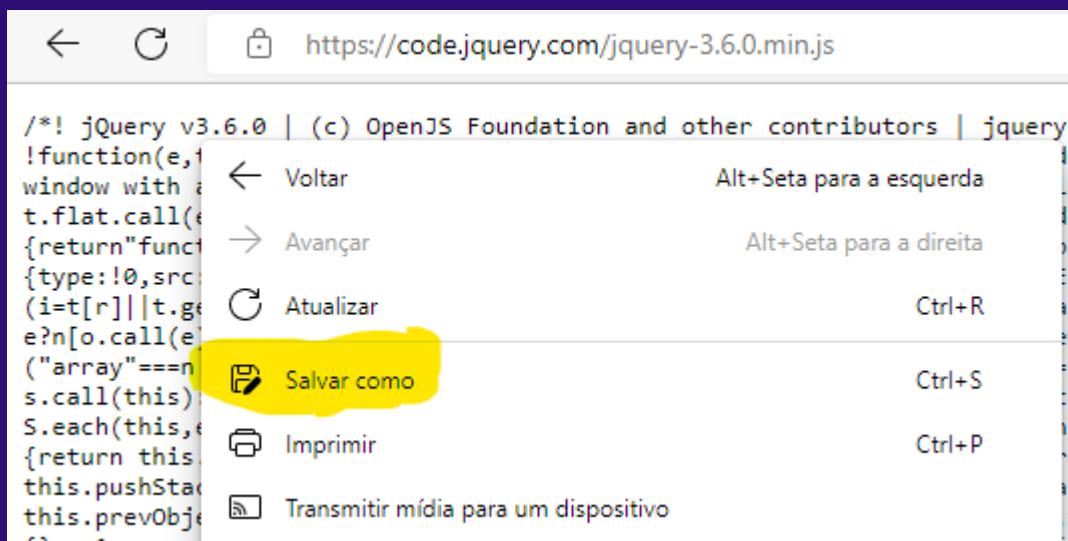 https://code.jquery.com/jquery-3.6.0.min.js
/*! jQuery v3.6.0 | (c) OpenJS Foundation and other contributors | jquery
!function(e,t
window with a
t.flat.call(e
{return"funct
{type:!0,src:
(i=t[r]||t.ge
e?n[o.call(e)
("array"===n
s.call(this)
S.each(this,e
{return this.
this.pushStac
this.prevObje
Voltar Alt+Seta para a esquerda
Avançar Alt+Seta para a direita
Atualizar Ctrl+R
Salvar como Ctrl+S
Imprimir Ctrl+P
Transmitir mídia para um dispositivo